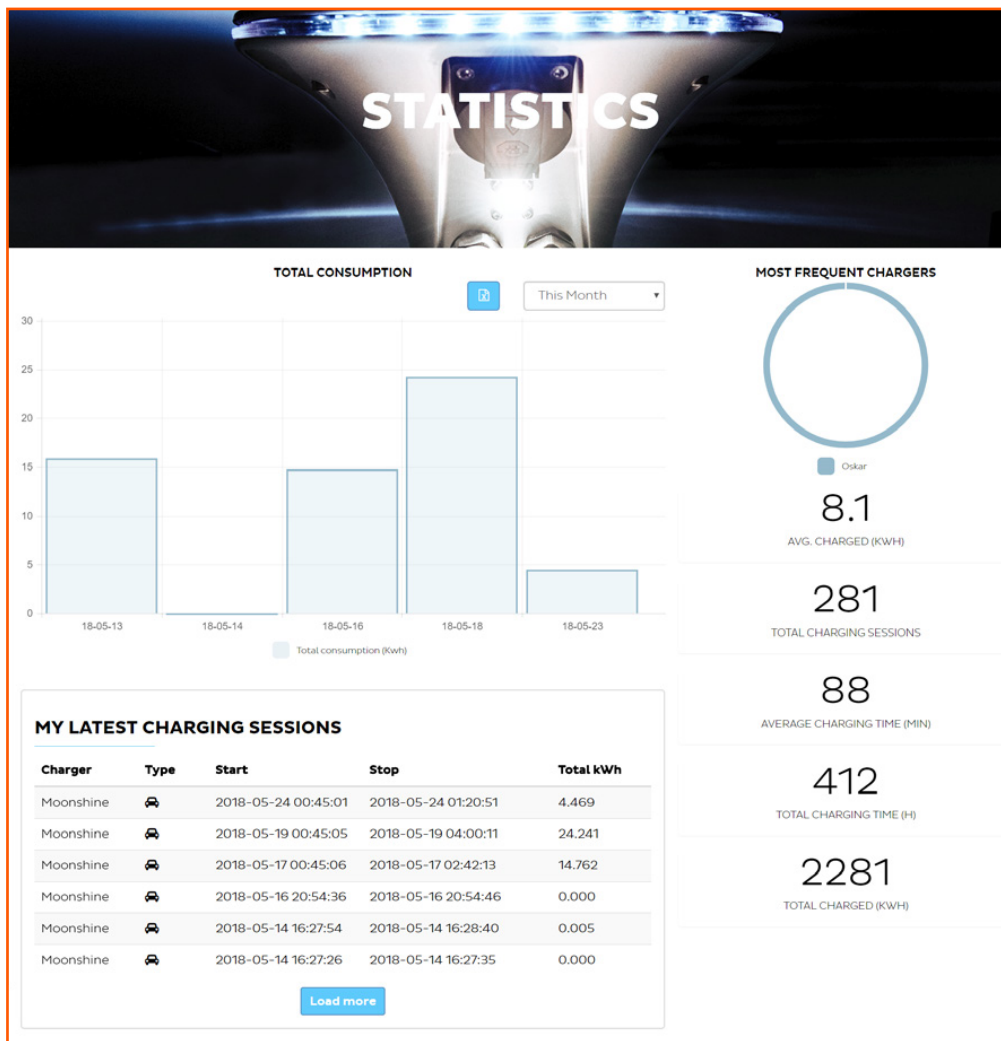 STATISTICS
TOTAL CONSUMPTION
This Month
30
25
20
15
10
5
0
18-05-13 18-05-14 18-05-16 18-05-18 18-05-23
Total consumption (Kwh)
MOST FREQUENT CHARGERS
Oskar
8.1
AVG. CHARGED (KWH)
281
TOTAL CHARGING SESSIONS
88
AVERAGE CHARGING TIME (MIN)
412
TOTAL CHARGING TIME (H)
2281
TOTAL CHARGED (KWH)
MY LATEST CHARGING SESSIONS
Charger Type Start Stop Total kWh
Moonshine 2018-05-24 00:45:01 2018-05-24 01:20:51 4.469
Moonshine 2018-05-19 00:45:05 2018-05-19 04:00:11 24.241
Moonshine 2018-05-17 00:45:06 2018-05-17 02:42:13 14.762
Moonshine 2018-05-16 20:54:36 2018-05-16 20:54:46 0.000
Moonshine 2018-05-14 16:27:54 2018-05-14 16:28:40 0.005
Moonshine 2018-05-14 16:27:26 2018-05-14 16:27:35 0.000
Load more